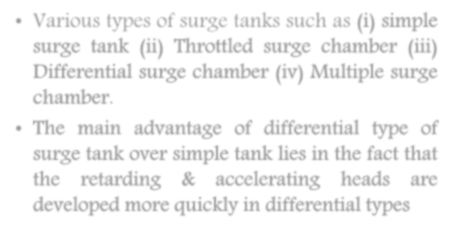 • Various types of surge tanks such as (i) simple
surge tank (ii) Throttled surge chamber (iii)
Differential surge chamber (iv) Multiple surge
chamber.
• The main advantage of differential type of
surge tank over simple tank lies in the fact that
the retarding & accelerating heads are
developed more quickly in differential types